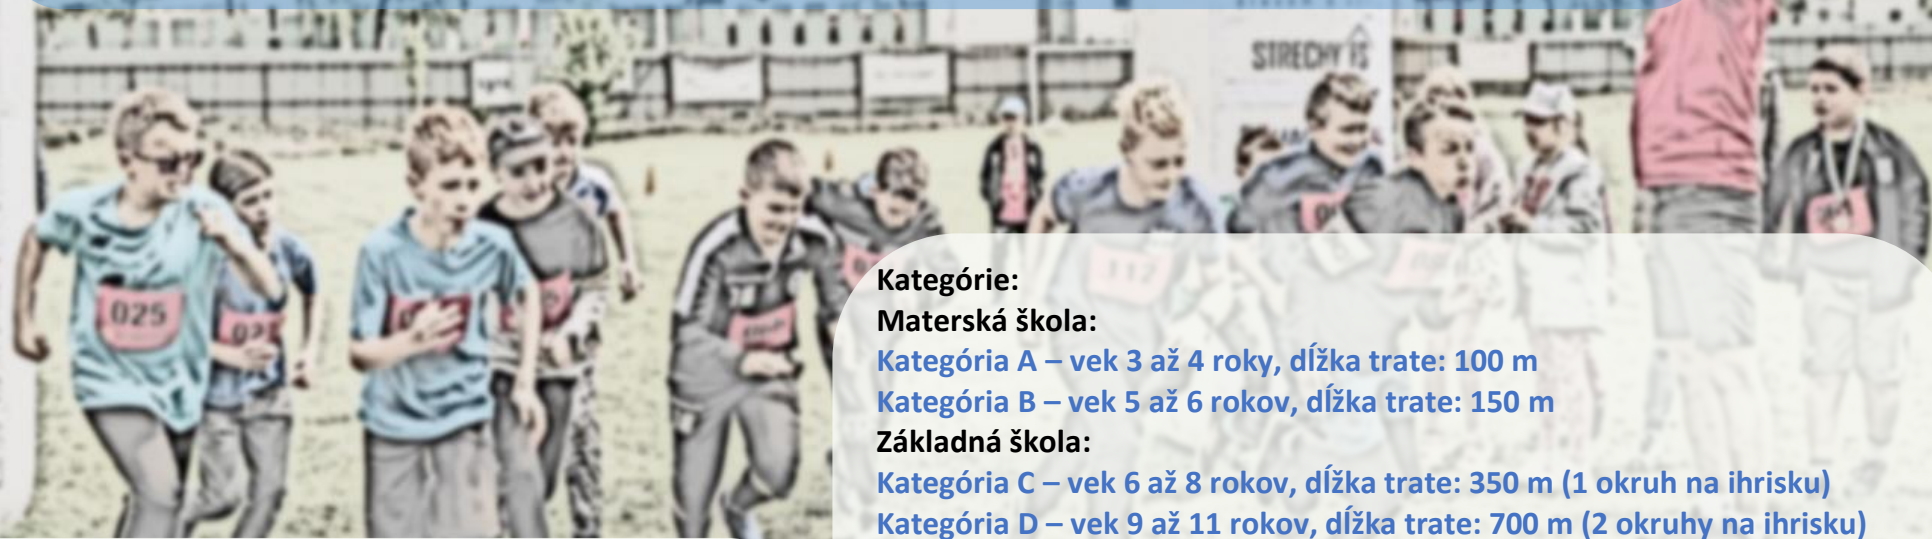 STRECHY IS
025
117
Kategórie:
Materská škola:
Kategória A – vek 3 až 4 roky, dĺžka trate: 100 m
Kategória B – vek 5 až 6 rokov, dĺžka trate: 150 m
Základná škola:
Kategória C – vek 6 až 8 rokov, dĺžka trate: 350 m (1 okruh na ihrisku)
Kategória D – vek 9 až 11 rokov, dĺžka trate: 700 m (2 okruhy na ihrisku)